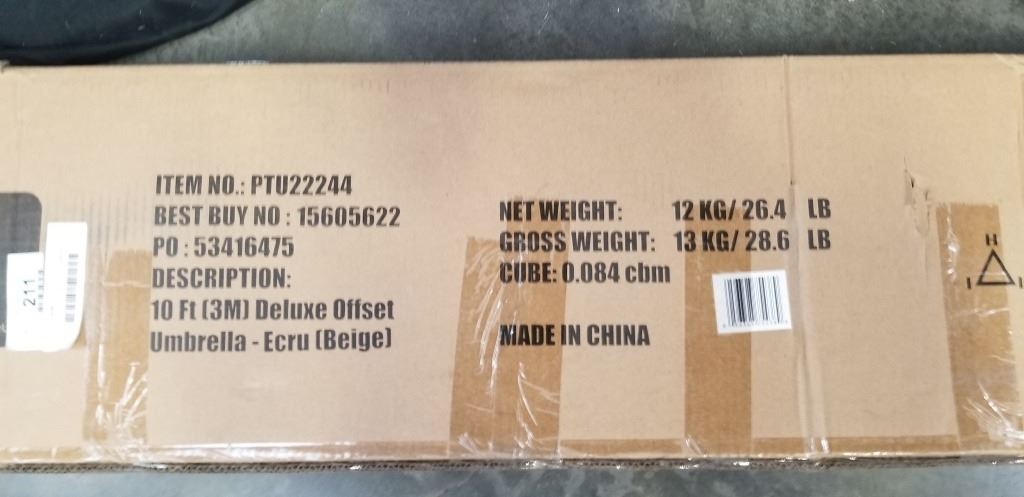 ITEM NO.: PTU22244
BEST BUY NO : 15605622
PO : 53416475
DESCRIPTION:
10 Ft (3M) Deluxe Offset
Umbrella - Ecru (Beige)
NET WEIGHT: 12 KG/ 26.4 LB
GROSS WEIGHT: 13 KG/ 28.6 LB
CUBE: 0.084 cbm
MADE IN CHINA
211
H